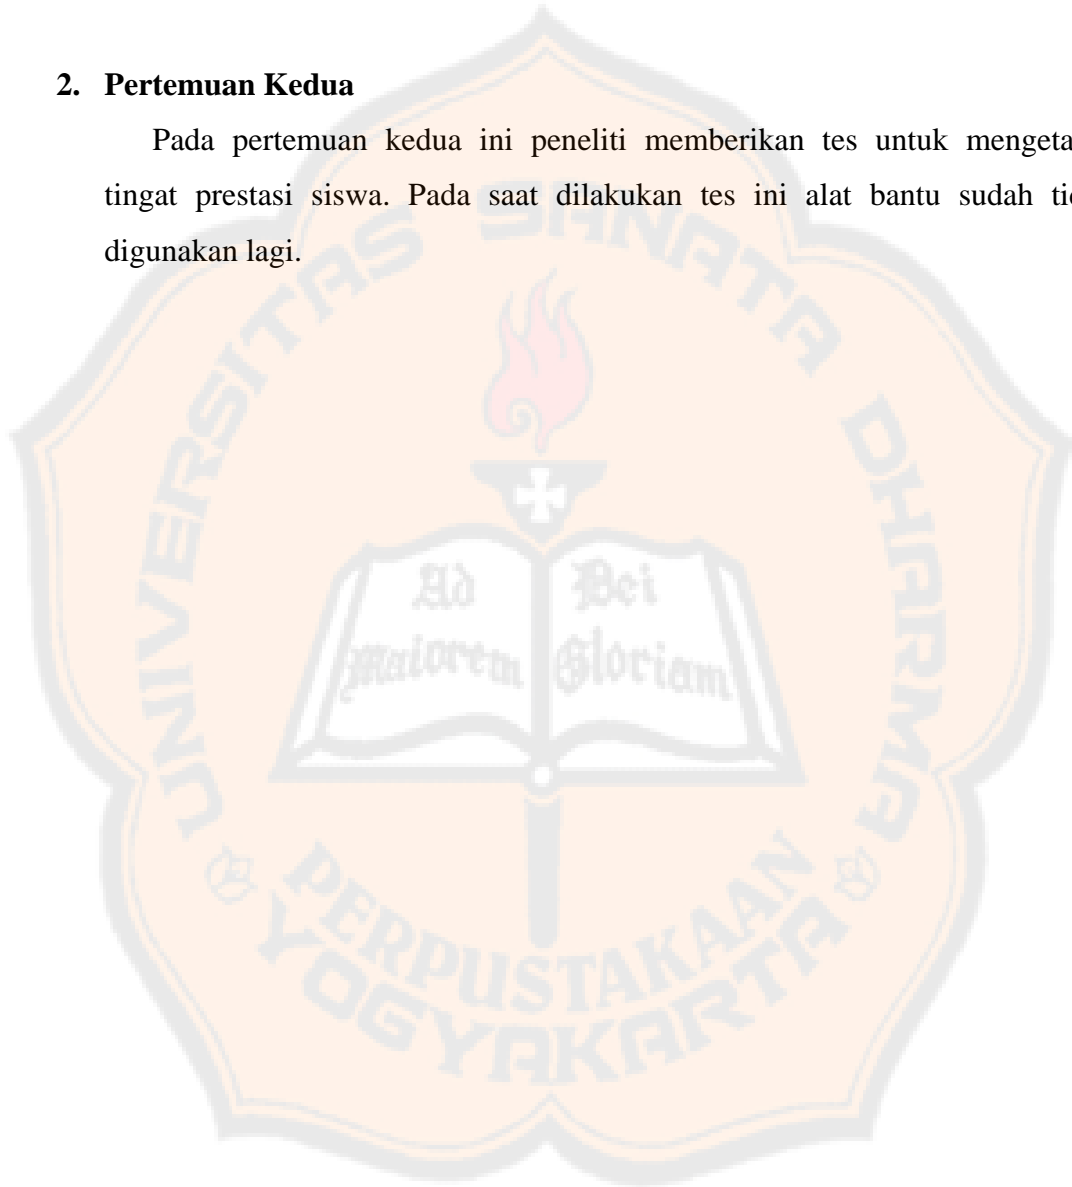 2. Pertemuan Kedua
Pada pertemuan kedua ini peneliti memberikan tes untuk mengeta
tingat prestasi siswa. Pada saat dilakukan tes ini alat bantu sudah
digunakan lagi.
UNIVERSITAS SANATA DHARMA
Ad Dei
Maiorem Gloriam
PERPUSTAKAAN
YOGYAKARTA